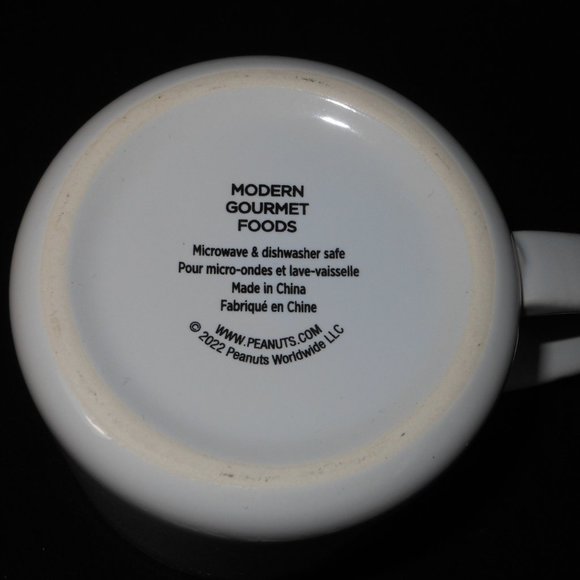 MODERN
GOURMET
FOODS
Microwave & dishwasher safe
Pour micro-ondes et lave-vaisselle
Made in China
Fabriqué en Chine
WWW.PEANUTS.COM
© 2022 Peanuts Worldwide LLC